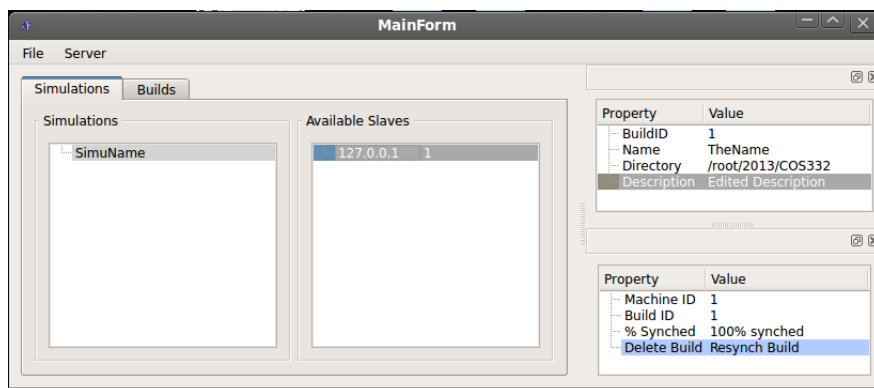 MainForm
File Server
Simulations Builds
Simulations
SimuName
Available Slaves
127.0.0.1 1
Property Value
BuildID 1
Name TheName
Directory /root/2013/COS332
Description Edited Description
Property Value
Machine ID 1
Build ID 1
% Synched 100% synched
Delete Build Resynch Build